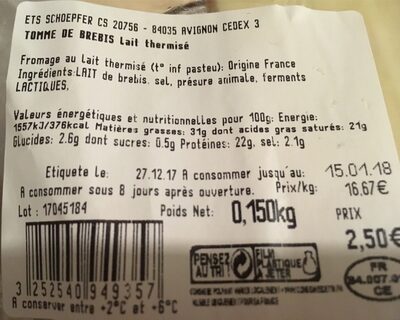 ETS SCHOEPFER CS 20756 - 84035 AVIGNON CEDEX 3
TOMME DE BREBIS Lait thermisé
Fromage au Lait thermisé (t° inf pasteu): Origine France
Ingrédients:LAIT de brebis, sel, présure animale, ferments
LACTIQUES,
Valeurs énergétiques et nutritionnelles pour 100g: Energie:
1557kJ/376kcal Matières grasses: 31g dont acides gras saturés: 21g
Glucides: 2.6g dont sucres: 0.5g Protéines: 22g, sel: 2.1g
Etiquete Le: 27.12.17 A consommer jusqu'au: 15.01.18
A consommer sous 8 jours après ouverture. Prix/kg: 16.67€
Lot : 17045184 Poids Net: 0,150kg PRIX
2,50€
PENSEZ AU TRI ! FILM PLASTIQUE A JETER
FR
CE
3 252540 949357
A conserver entre +2°C et +6°C